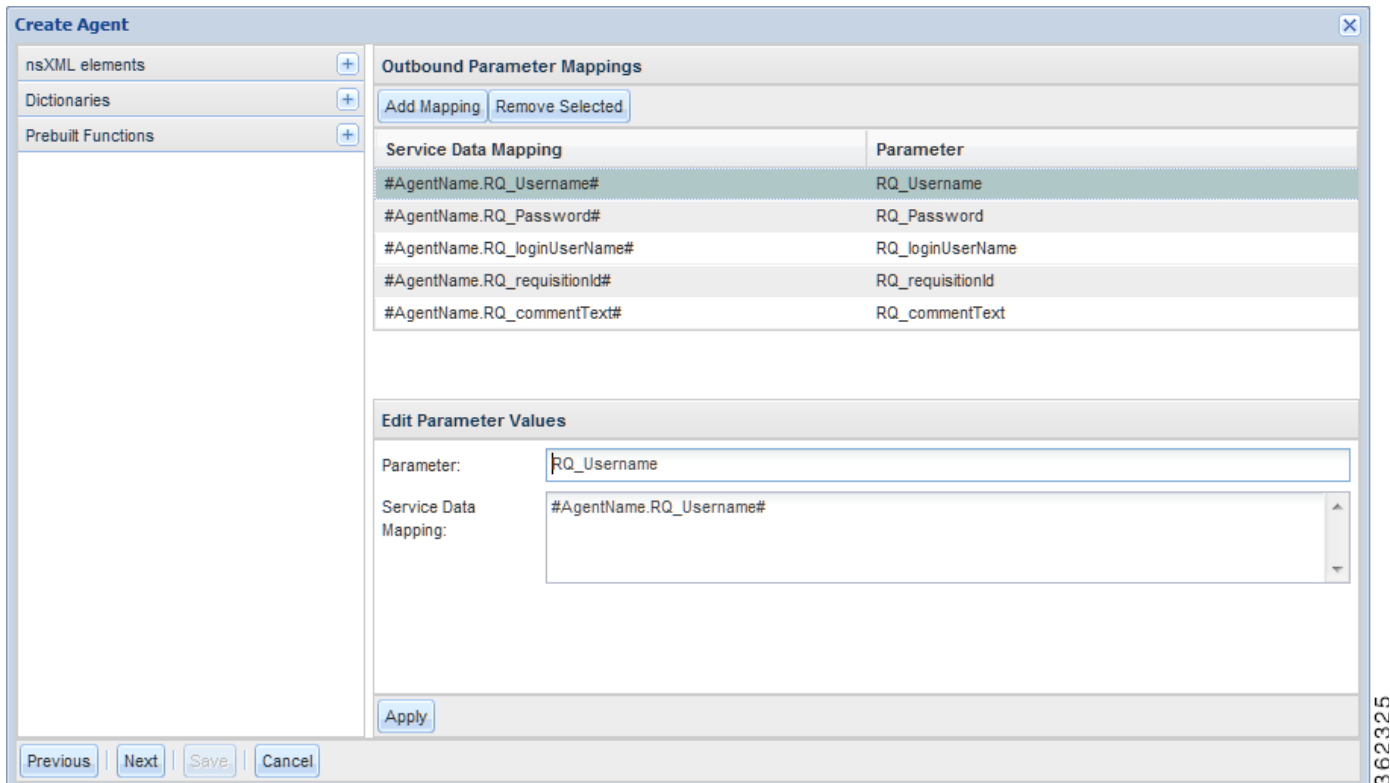 Create Agent
nsXML elements
Dictionaries
Prebuilt Functions
Outbound Parameter Mappings
Add Mapping Remove Selected
Service Data Mapping Parameter
#AgentName.RQ_Username# RQ_Username
#AgentName.RQ_Password# RQ_Password
#AgentName.RQ_loginUserName# RQ_loginUserName
#AgentName.RQ_requisitionId# RQ_requisitionId
#AgentName.RQ_commentText# RQ_commentText
Edit Parameter Values
Parameter: RQ_Username
Service Data #AgentName.RQ_Username#
Mapping:
Apply
Previous Next Save Cancel
362325